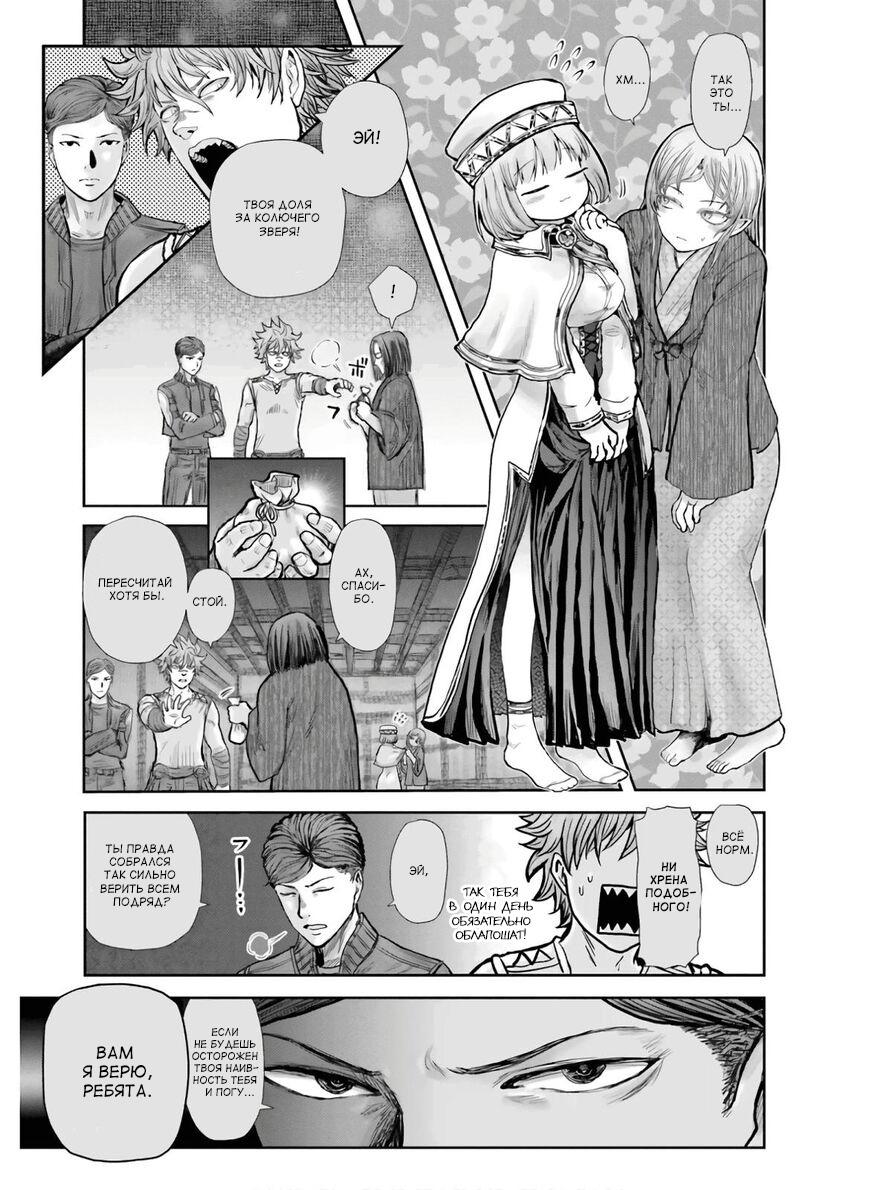 ТАК
ЭТО
ТЫ...
ХМ...
ЭЙ!
ТВОЯ ДОЛЯ
ЗА КОЛЮЧЕГО
ЗВЕРЯ!
!
АХ,
СПАСИ-
БО.
СТОЙ.
ПЕРЕСЧИТАЙ
ХОТЯ БЫ.
ВСЁ
НОРМ.
НИ
ХРЕНА
ПОДОБ-
НОГО!
ТАК ТЕБЯ
В ОДИН ДЕНЬ
ОБЯЗАТЕЛЬНО
ОБЛАПОШАТ!
ЭЙ,
フー...
ТЫ ПРАВДА
СОБРАЛСЯ
ТАК СИЛЬНО
ВЕРИТЬ ВСЕМ
ПОДРЯД?
ЕСЛИ
НЕ БУДЕШЬ
ОСТОРОЖЕН
ТВОЯ НАИВ-
НОСТЬ ТЕБЯ
И ПОГУ...
ВАМ
Я ВЕРЮ,
РЕБЯТА.